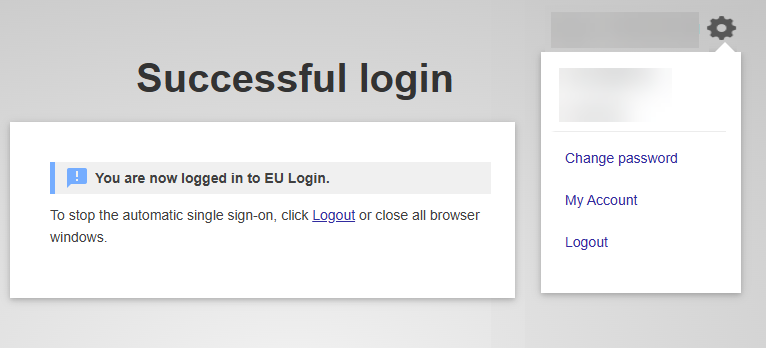 Successful login
You are now logged in to EU Login.
To stop the automatic single sign-on, click Logout or close all browser
windows.
Change password
My Account
Logout